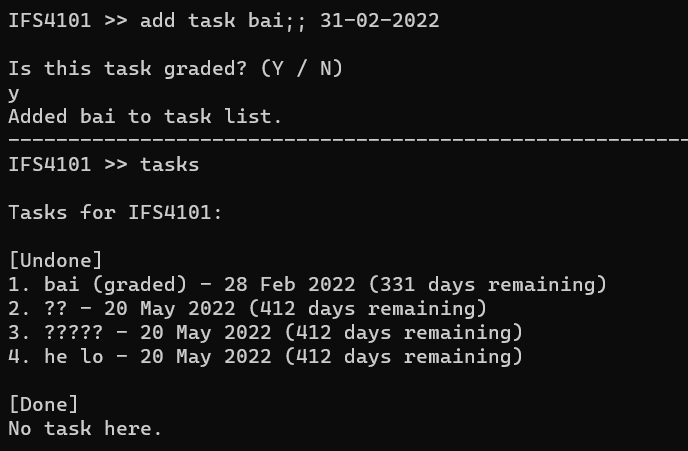 IFS4101 >> add task bai;; 31-02-2022
Is this task graded? (Y / N)
y
Added bai to task list.
------------------------------------------------------------
IFS4101 >> tasks
Tasks for IFS4101:
[Undone]
1. bai (graded) - 28 Feb 2022 (331 days remaining)
2. ?? - 20 May 2022 (412 days remaining)
3. ????? - 20 May 2022 (412 days remaining)
4. he lo - 20 May 2022 (412 days remaining)
[Done]
No task here.